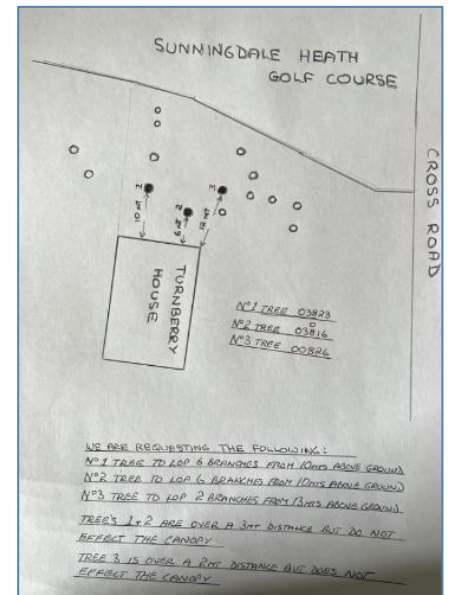 SUNNINGDALE HEATH
GOLF COURSE
CROSS ROAD
1
10mt
2
5mt
3
TURNBERRY
HOUSE
Nº1 TREE 03823
Nº2 TREE 03816
Nº3 TREE 00826
WE ARE REQUESTING THE FOLLOWING:
Nº1 TREE TO LOP 6 BRANCHES FROM 10mts ABOVE GROUND
Nº2 TREE TO LOP 6 BRANCHES FROM 10mts ABOVE GROUND
Nº3 TREE TO LOP 2 BRANCHES FROM 13mts ABOVE GROUND
TREE'S 1+2 ARE OVER A 3mt DISTANCE BUT DO NOT
EFFECT THE CANOPY
TREE 3 IS OVER A 2mt DISTANCE BUT DOES NOT
EFFECT THE CANOPY